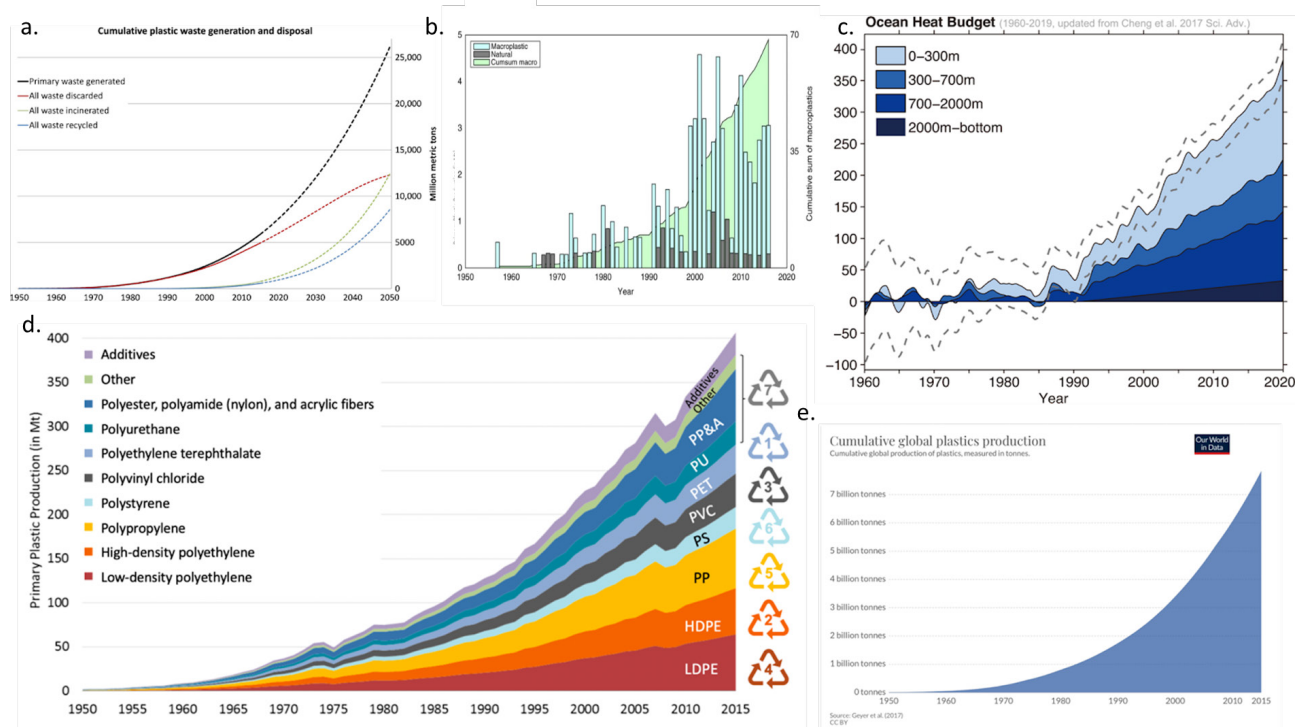 a.
Cumulative plastic waste generation and disposal
Primary waste generated
All waste discarded
All waste incinerated
All waste recycled
25,000
20,000
15,000
10,000
5000
0
Million metric tons
1950 1960 1970 1980 1990 2000 2010 2020 2030 2040 2050
b.
5
4
3
2
1
0
Macroplastic
Natural
Cumsum macro
70
35
0
Cumulative sum of macroplastics
1950 1960 1970 1980 1990 2000 2010 2020
Year
c.
Ocean Heat Budget (1960-2019, updated from Cheng et al. 2017 Sci. Adv.)
400
350
300
250
200
150
100
50
0
−50
−100
0−300m
300−700m
700−2000m
2000m−bottom
1960 1970 1980 1990 2000 2010 2020
Year
d.
Primary Plastic Production (in Mt)
400
350
300
250
200
150
100
50
0
Additives
Other
Polyester, polyamide (nylon), and acrylic fibers
Polyurethane
Polyethylene terephthalate
Polyvinyl chloride
Polystyrene
Polypropylene
High-density polyethylene
Low-density polyethylene
Additives
Other
PP&A
PU
PET
PVC
PS
PP
HDPE
LDPE
7
1
3
6
5
2
4
1950 1955 1960 1965 1970 1975 1980 1985 1990 1995 2000 2005 2010 2015
e.
Cumulative global plastics production
Cumulative global production of plastics, measured in tonnes.
Our World
in Data
7 billion tonnes
6 billion tonnes
5 billion tonnes
4 billion tonnes
3 billion tonnes
2 billion tonnes
1 billion tonnes
0 tonnes
1950 1960 1970 1980 1990 2000 2010 2015
Source: Geyer et al. (2017)
CC BY